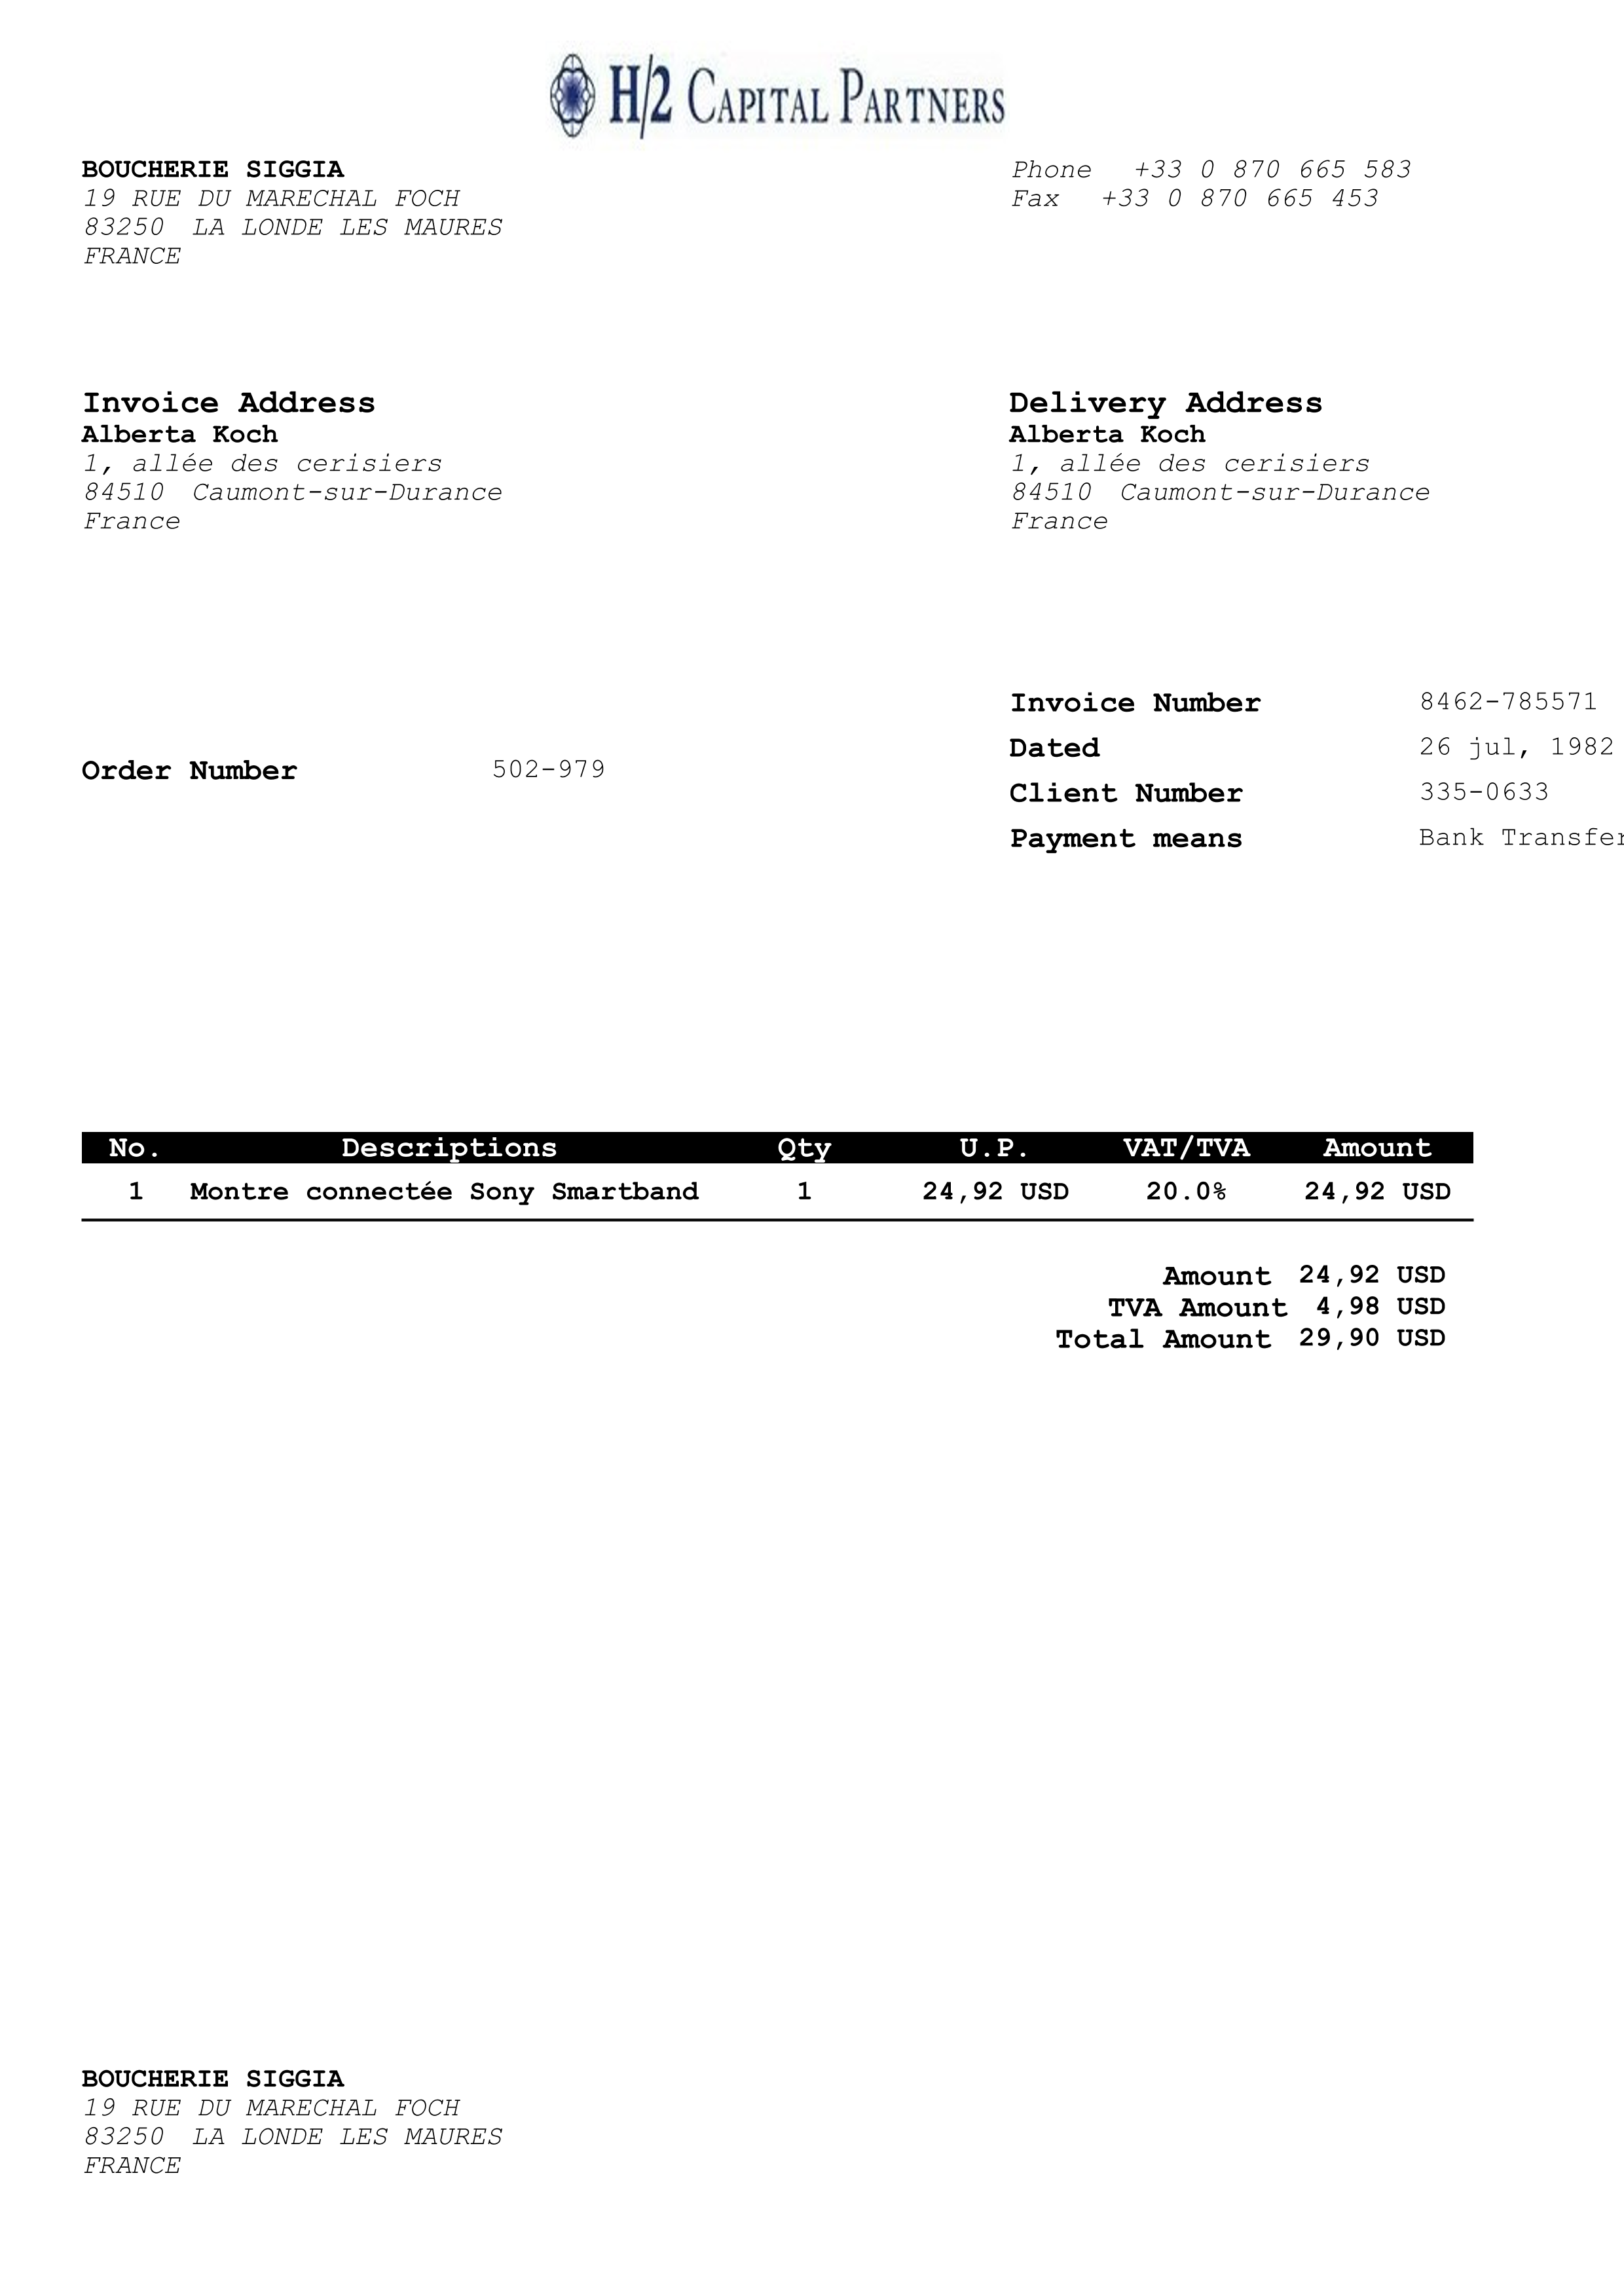 H/2 CAPITAL PARTNERS
BOUCHERIE SIGGIA
19 RUE DU MARECHAL FOCH
83250 LA LONDE LES MAURES
FRANCE
Phone +33 0 870 665 583
Fax +33 0 870 665 453
Invoice Address
Alberta Koch
1, allée des cerisiers
84510 Caumont-sur-Durance
France
Delivery Address
Alberta Koch
1, allée des cerisiers
84510 Caumont-sur-Durance
France
Order Number 502-979
Invoice Number 8462-785571
Dated 26 jul, 1982
Client Number 335-0633
Payment means Bank Transfer
No. Descriptions Qty U.P. VAT/TVA Amount
1 Montre connectée Sony Smartband 1 24,92 USD 20.0% 24,92 USD
Amount 24,92 USD
TVA Amount 4,98 USD
Total Amount 29,90 USD
BOUCHERIE SIGGIA
19 RUE DU MARECHAL FOCH
83250 LA LONDE LES MAURES
FRANCE